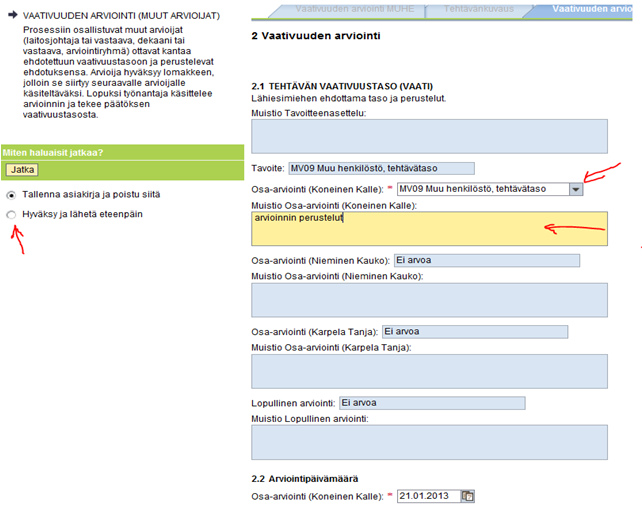 VAATIVUUDEN ARVIOINTI (MUUT ARVIOIJAT)
Prosessiin osallistuvat muut arvioijat
(laitosjohtaja tai vastaava, dekaani tai
vastaava, arviointiryhmä) ottavat kantaa
ehdotettuun vaativuustasoon ja perustelevat
ehdotuksensa. Arvioija hyväksyy lomakkeen,
jolloin se siirtyy seuraavalle arvioijalle
käsiteltäväksi. Lopuksi työnantaja käsittelee
arvioinnin ja tekee päätöksen
vaativuustasosta.
Miten haluaisit jatkaa?
Jatka
Tallenna asiakirja ja poistu siitä
Hyväksy ja lähetä eteenpäin
Vaativuuden arviointi MUHE
Tehtävänkuvaus
Vaativuuden arvio
2 Vaativuuden arviointi
2.1 TEHTÄVÄN VAATIVUUSTASO (VAATI)
Lähiesimiehen ehdottama taso ja perustelut.
Muistio Tavoitteenasettelu:
Tavoite: MV09 Muu henkilöstö, tehtävätaso
Osa-arviointi (Koneinen Kalle): * MV09 Muu henkilöstö, tehtävätaso
Muistio Osa-arviointi (Koneinen Kalle):
arvioinnin perustelut
Osa-arviointi (Nieminen Kauko): Ei arvoa
Muistio Osa-arviointi (Nieminen Kauko):
Osa-arviointi (Karpela Tanja): Ei arvoa
Muistio Osa-arviointi (Karpela Tanja):
Lopullinen arviointi: Ei arvoa
Muistio Lopullinen arviointi:
2.2 Arviointipäivämäärä
Osa-arviointi (Koneinen Kalle): * 21.01.2013